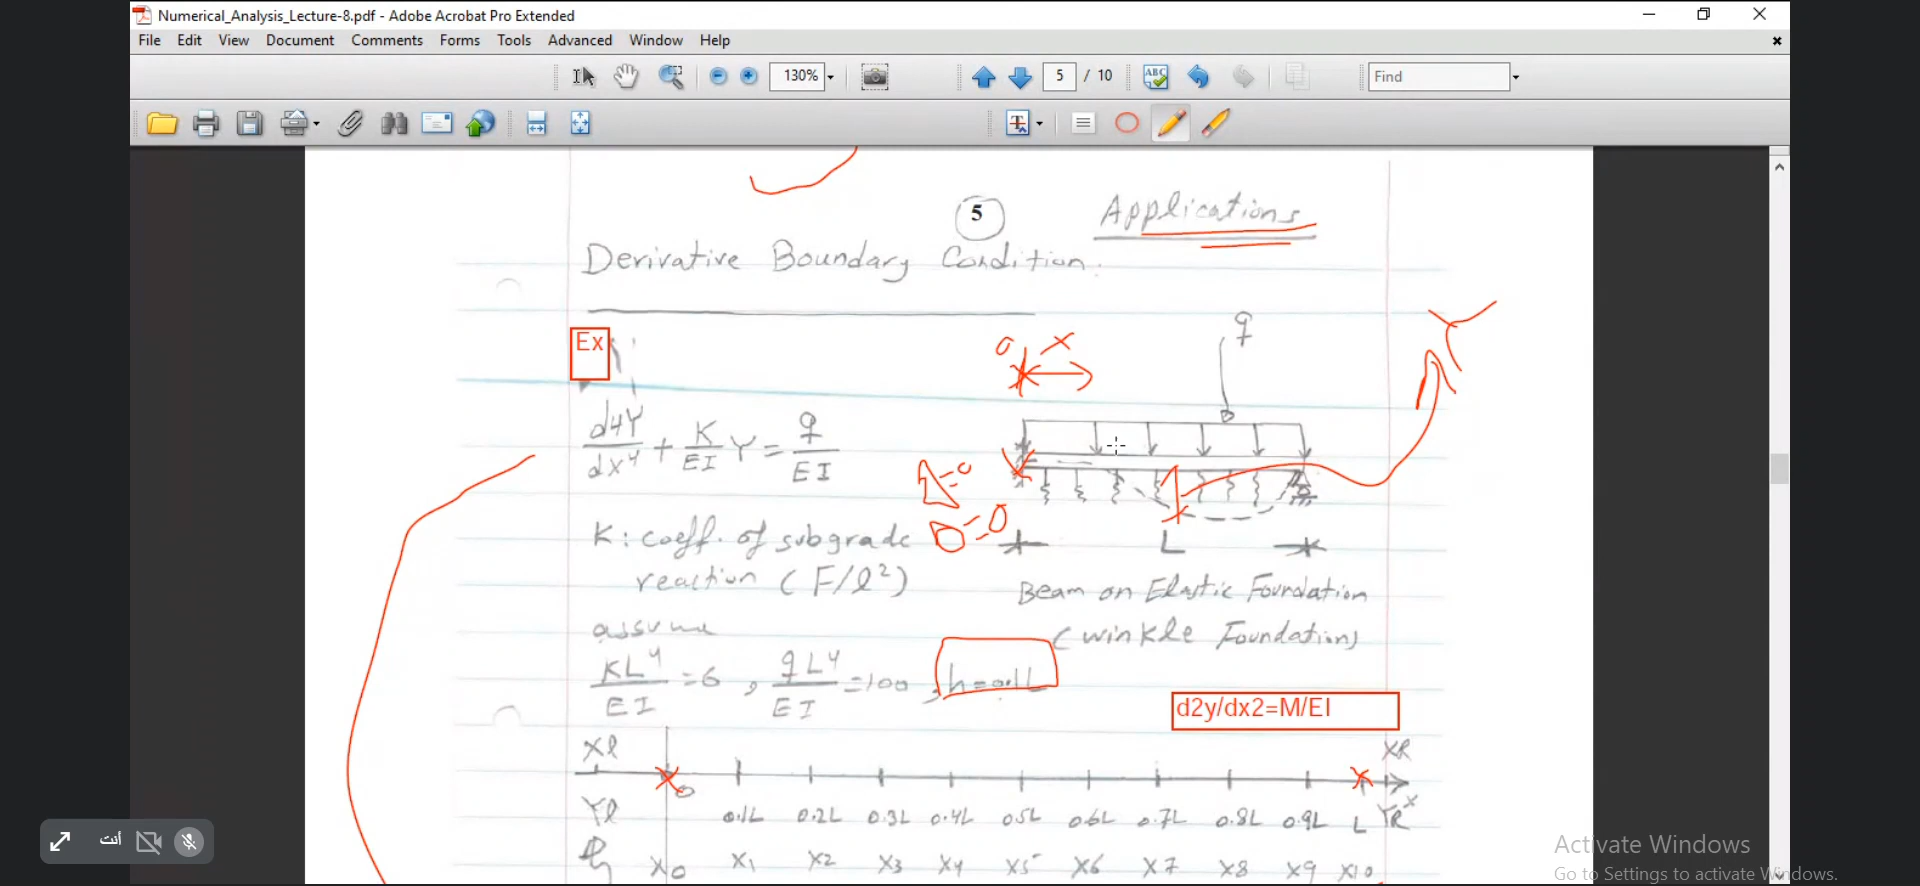 Numerical_Analysis_Lecture-8.pdf - Adobe Acrobat Pro Extended
File Edit View Document Comments Forms Tools Advanced Window Help
130% 5 / 10 Find
5 Applications
Derivative Boundary Condition.
Ex
0 x
q
Y
d4Y/dx4 + K/EI Y = q/EI
=0
=0
K: coeff. of subgrade
reaction (F/l²)
L
Beam on Elastic Foundation
(winkle Foundation)
assume
KL4/EI =6 , qL4/EI =100 , h=0.1L
d2y/dx2=M/EI
Xl XR
0 0.1L 0.2L 0.3L 0.4L 0.5L 0.6L 0.7L 0.8L 0.9L L X
Yl YR
X0 X1 X2 X3 X4 X5 X6 X7 X8 X9 X10
أنت
Activate Windows
Go to Settings to activate Windows.